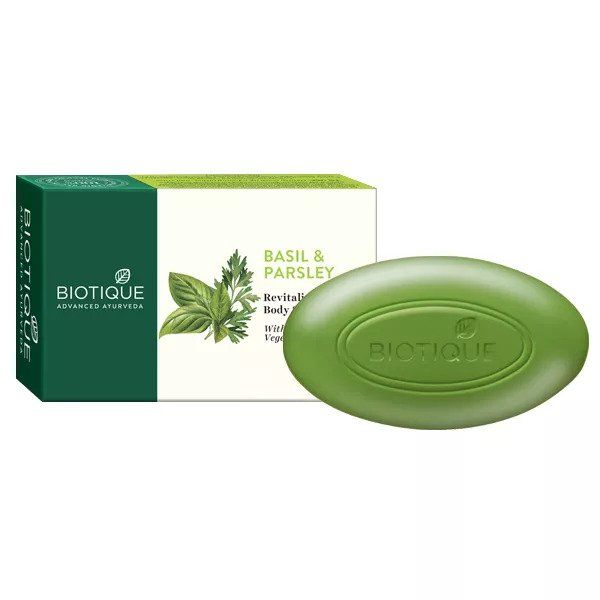 BIOTIQUE
ADVANCED AYURVEDA
BIOTIQUE
ADVANCED AYURVEDA
BASIL &
PARSLEY
Revitali
Body
With
Vege
BIOTIQUE